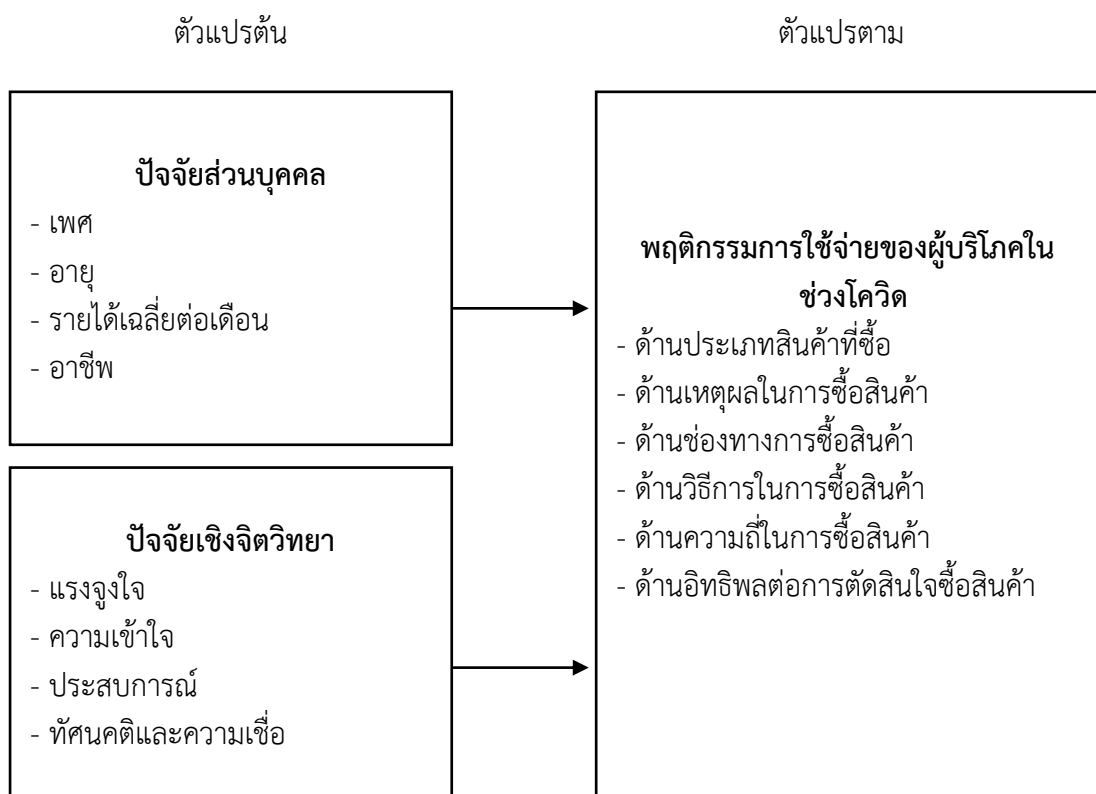 ตัวแปรต้น
ตัวแปรตาม
ปัจจัยส่วนบุคคล
- เพศ
- อายุ
- รายได้เฉลี่ยต่อเดือน
- อาชีพ
ปัจจัยเชิงจิตวิทยา
- แรงจูงใจ
- ความเข้าใจ
- ประสบการณ์
- ทัศนคติและความเชื่อ
พฤติกรรมการใช้จ่ายของผู้บริโภคใน
ช่วงโควิด
- ด้านประเภทสินค้าที่ซื้อ
- ด้านเหตุผลในการซื้อสินค้า
- ด้านช่องทางการซื้อสินค้า
- ด้านวิธีการในการซื้อสินค้า
- ด้านความถี่ในการซื้อสินค้า
- ด้านอิทธิพลต่อการตัดสินใจซื้อสินค้า